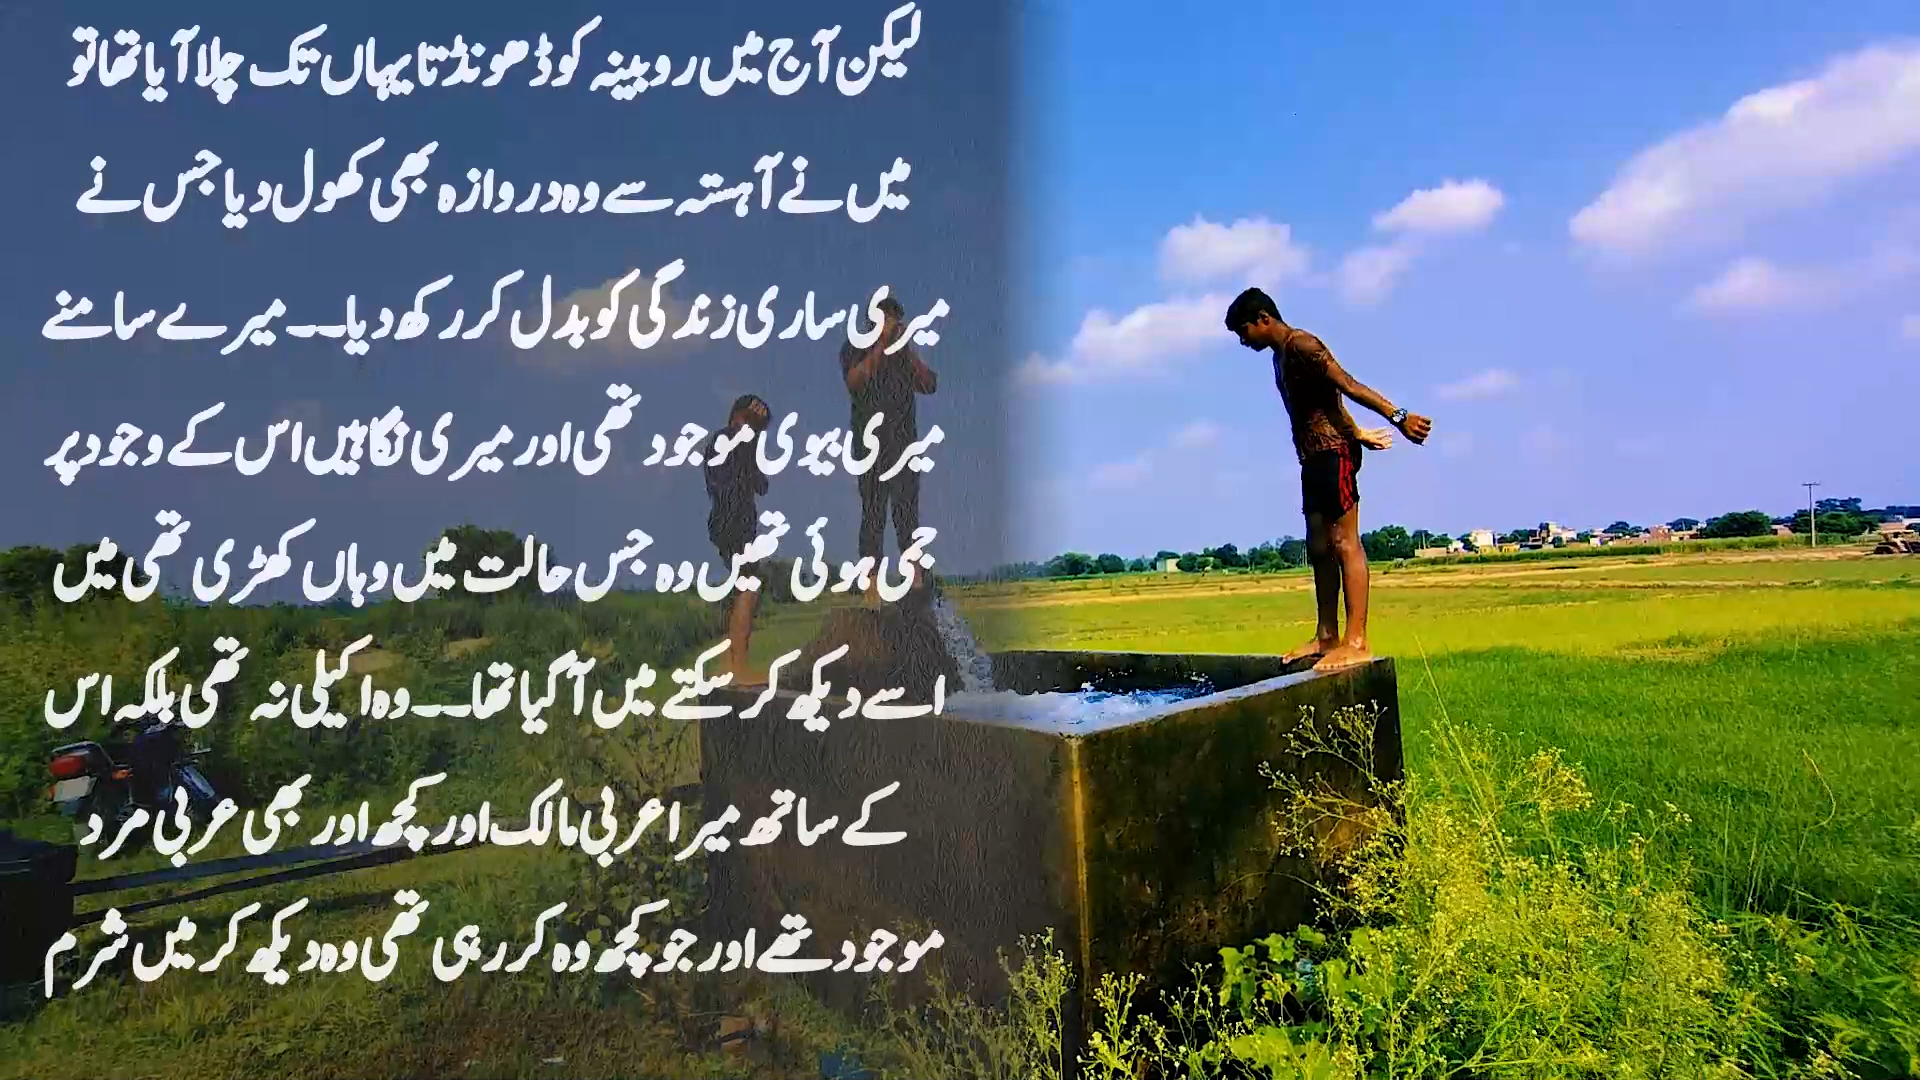 لیکن آج میں روبینہ کو ڈھونڈتا یہاں تک چلا آیا تھا تو
میں نے آہستہ سے وہ دروازہ بھی کھول دیا جس نے
میری ساری زندگی کو بدل کر رکھ دیا۔۔۔ میرے سامنے
میری بیوی موجود تھی اور میری نگاہیں اس کے وجود پر
جمی ہوئی تھیں وہ جس حالت میں وہاں کھڑی تھی میں
اسے دیکھ کر سکتے میں آ گیا تھا۔۔۔ وہ اکیلی نہ تھی بلکہ اس
کے ساتھ میرا عربی مالک اور کچھ اور بھی عربی مرد
موجود تھے اور جو کچھ وہ کر رہی تھی وہ دیکھ کر میں شرم